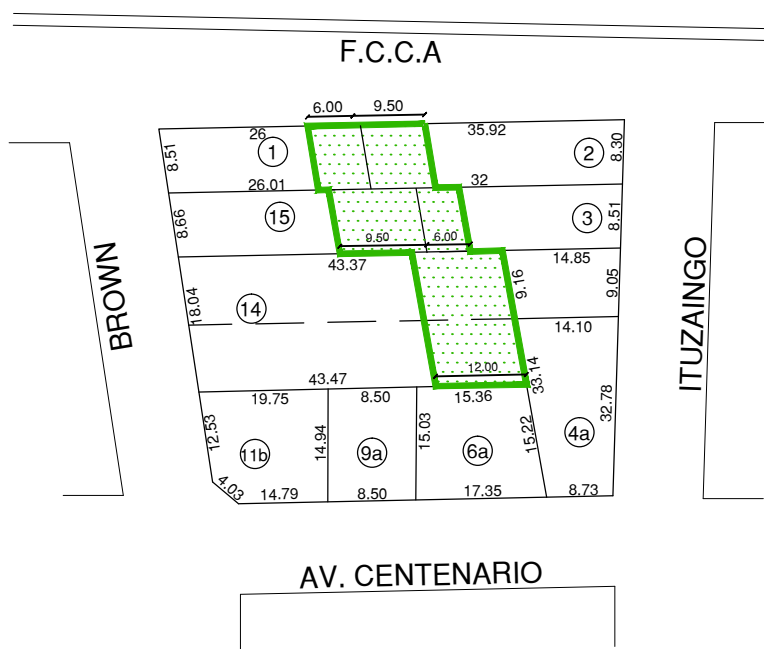 F.C.C.A
6.00 9.50
26 35.92
8.51 1 2 8.30
26.01 32
15 3
8.66 8.51
9.50 6.00
43.37 14.85
BROWN 18.04 14 9.16 9.05 ITUZAINGO
14.10
12.00
43.47 33.14
19.75 8.50 15.36 32.78
12.53 14.94 15.03 15.22
11b 9a 6a 4a
4.03 14.79 8.50 17.35 8.73
AV. CENTENARIO